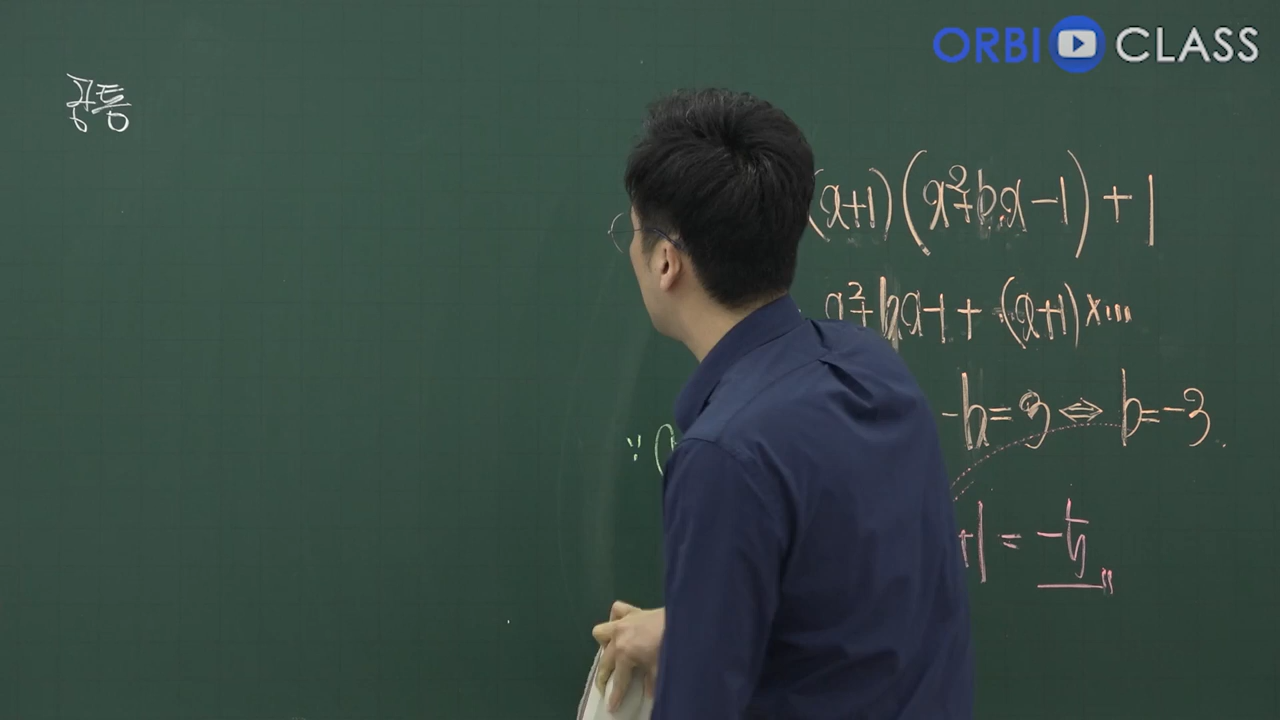 ORBI CLASS
공통
(x+1)(x²+bx-1)+1
x²+bx-1+(x+1)×...
-b=3⇔b=-3
∵
+1=-5